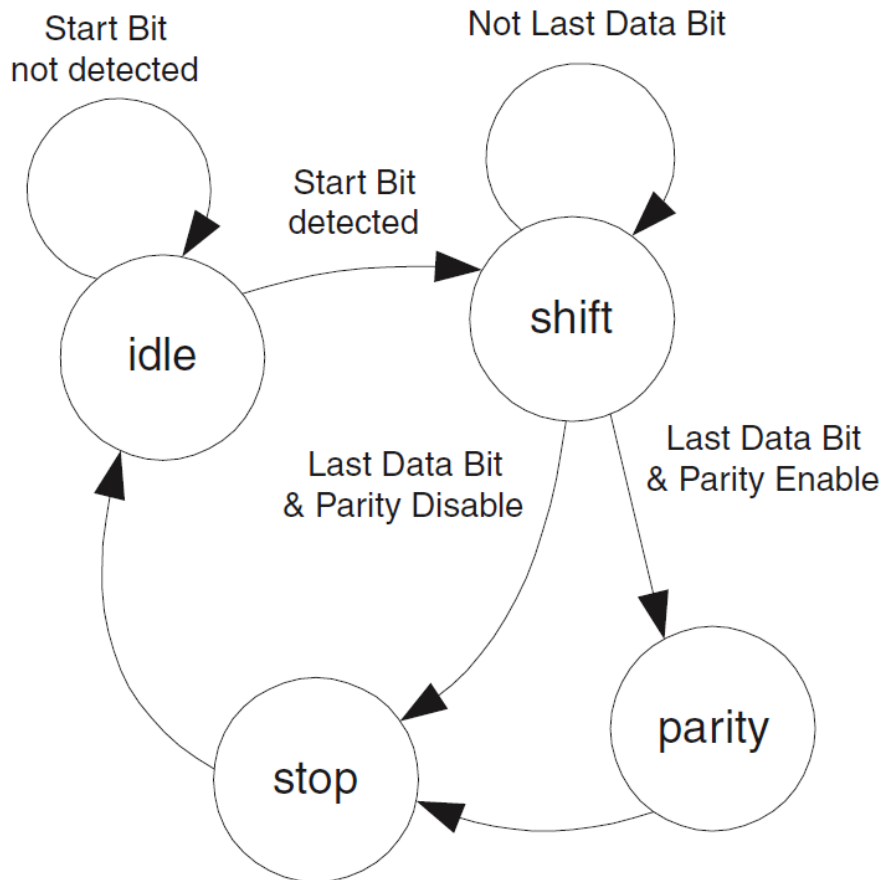 Start Bit
not detected
Not Last Data Bit
Start Bit
detected
shift
idle
Last Data Bit
& Parity Disable
Last Data Bit
& Parity Enable
parity
stop